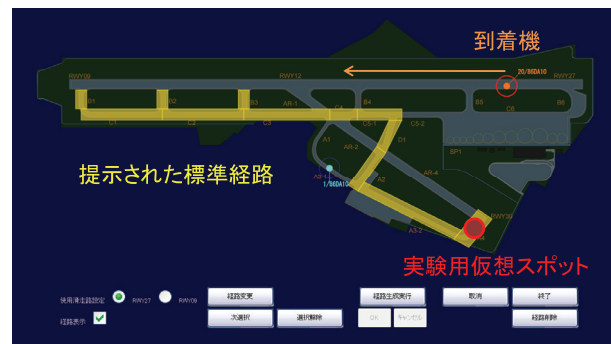 到着機
20/B6DA1G
RWY09
RWY12
RWY27
B1
B2
B3
AR-1
C4
B4
B5
B6
C6
C1
C2
C3
C5-1
C5-2
A1
AR-2
D1
SP1
提示された標準経路
1/B6DA1G
A2
AR-4
RWY30
A3-2
実験用仮想スポット
使用滑走路設定
RWY27
RWY09
経路変更
経路生成実行
取消
終了
経路表示
次選択
選択解除
OK
キャンセル
経路削除